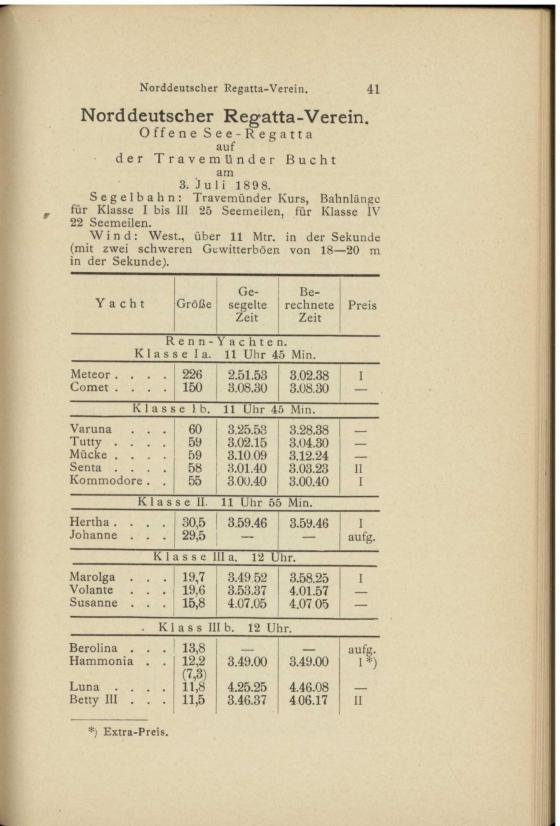 Norddeutscher Regatta-Verein. 41
Norddeutscher Regatta-Verein.
Offene See-Regatta
auf
der Travemünder Bucht
am
3. Juli 1898.
Segelbahn: Travemünder Kurs, Bahnlänge
für Klasse I bis III 25 Seemeilen, für Klasse IV
22 Seemeilen.
Wind: West., über 11 Mtr. in der Sekunde
(mit zwei schweren Gewitterböen von 18—20 m
in der Sekunde).
Yacht Größe Ge-segelte Zeit Be-rechnete Zeit Preis
Renn-Yachten.
Klasse Ia. 11 Uhr 45 Min.
Meteor . . . . 226 2.51.53 3.02.38 I
Comet . . . . 150 3.08.30 3.08.30 —
Klasse Ib. 11 Uhr 45 Min.
Varuna . . . 60 3.25.53 3.28.38 —
Tutty . . . . 59 3.02.15 3.04.30 —
Mücke . . . . 59 3.10 09 3.12.24 —
Senta . . . . 58 3.01.40 3.03.23 II
Kommodore . . 55 3 00.40 3.00.40 I
Klasse II. 11 Uhr 55 Min.
Hertha . . . . 30,5 3.59.46 3.59.46 I
Johanne . . . 29,5 — — aufg.
Klasse IIIa. 12 Uhr.
Marolga . . . 19,7 3.49 52 3.58.25 I
Volante . . . 19,6 3.53.37 4.01.57 —
Susanne . . . 15,8 4.07.05 4.07 05 —
Klass IIIb. 12 Uhr.
Berolina . . . 13,8 — — aufg.
Hammonia . . 12,2 3.49.00 3.49.00 I *)
(7,3)
Luna . . . . 11,8 4.25.25 4.46.08 —
Betty III . . . 11,5 3.46.37 4 06.17 II
*) Extra-Preis.